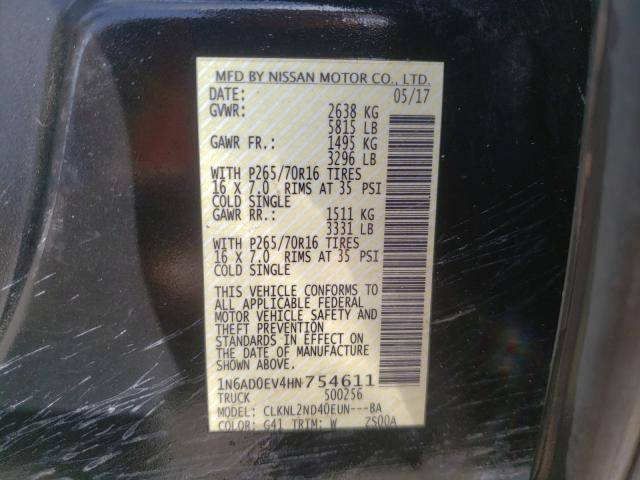 MFD BY NISSAN MOTOR CO., LTD.
DATE: 05/17
GVWR: 2638 KG
5815 LB
GAWR FR.: 1495 KG
3296 LB
WITH P265/70R16 TIRES
16 X 7.0 RIMS AT 35 PSI
COLD SINGLE
GAWR RR.: 1511 KG
3331 LB
WITH P265/70R16 TIRES
16 X 7.0 RIMS AT 35 PSI
COLD SINGLE
THIS VEHICLE CONFORMS TO
ALL APPLICABLE FEDERAL
MOTOR VEHICLE SAFETY AND
THEFT PREVENTION
STANDARDS IN EFFECT ON
THE DATE OF MANUFACTURE
SHOWN ABOVE.
1N6AD0EV4HN754611
TRUCK 500256
MODEL: CLKNL2ND40EUN---BA
COLOR: G41 TRIM: W ZS00A